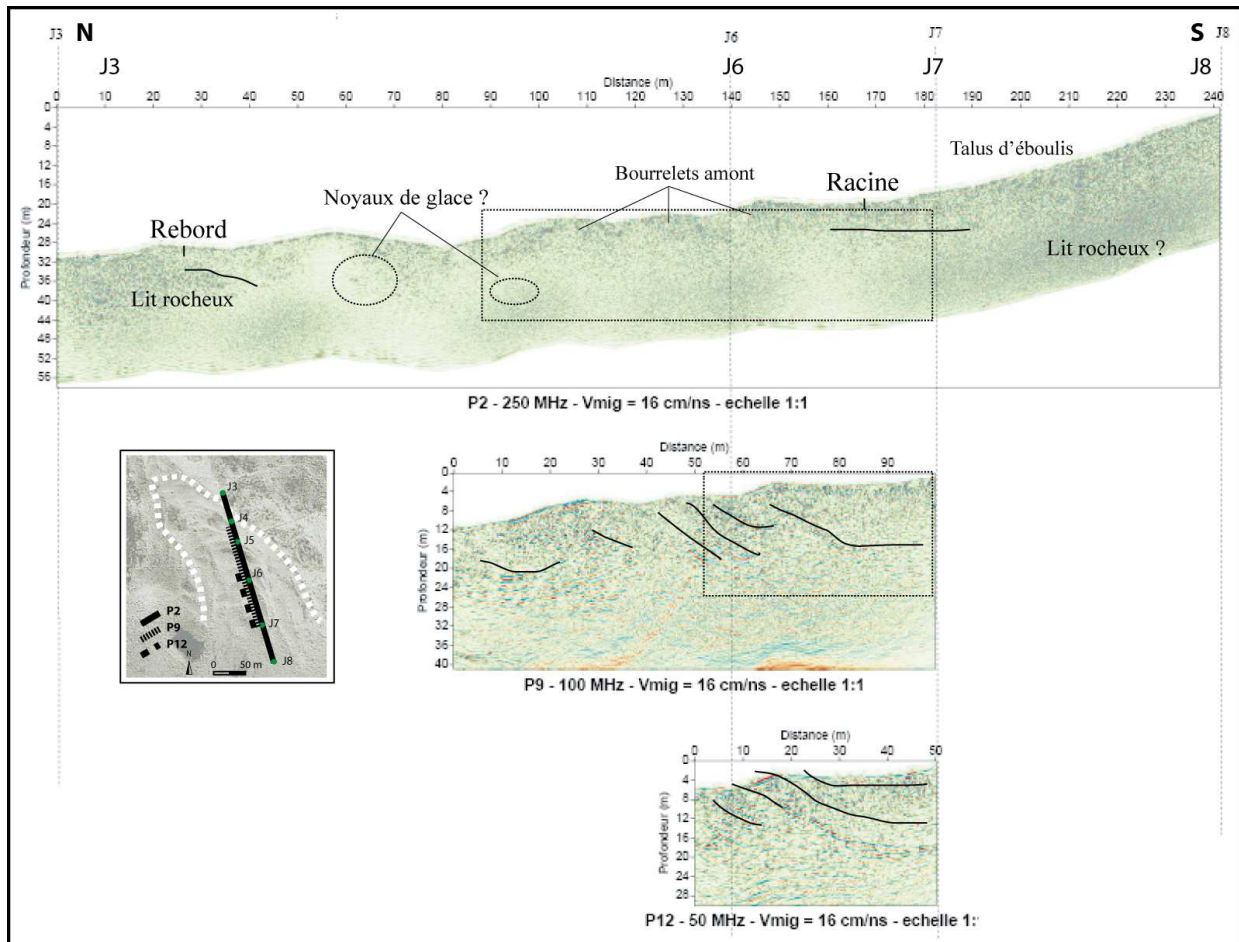 J3 N J6 J7 S J8
J3 J6 J7 J8
Distance (m)
0 10 20 30 40 50 60 70 80 90 100 110 120 130 140 150 160 170 180 190 200 210 220 230 240
Profondeur (m)
0
4
8
12
16
20
24
28
32
36
40
44
48
52
56
Talus d'éboulis
Bourrelets amont
Racine
Noyaux de glace ?
Rebord
Lit rocheux
Lit rocheux ?
P2 - 250 MHz - Vmig = 16 cm/ns - echelle 1:1
Distance (m)
0 10 20 30 40 50 60 70 80 90
Profondeur (m)
0
4
8
12
16
20
24
28
32
36
40
P9 - 100 MHz - Vmig = 16 cm/ns - echelle 1:1
J3
J4
J5
J6
J7
J8
P2
P9
P12
N
0 50 m
Distance (m)
0 10 20 30 40 50
Profondeur (m)
0
4
8
12
16
20
24
28
P12 - 50 MHz - Vmig = 16 cm/ns - echelle 1: